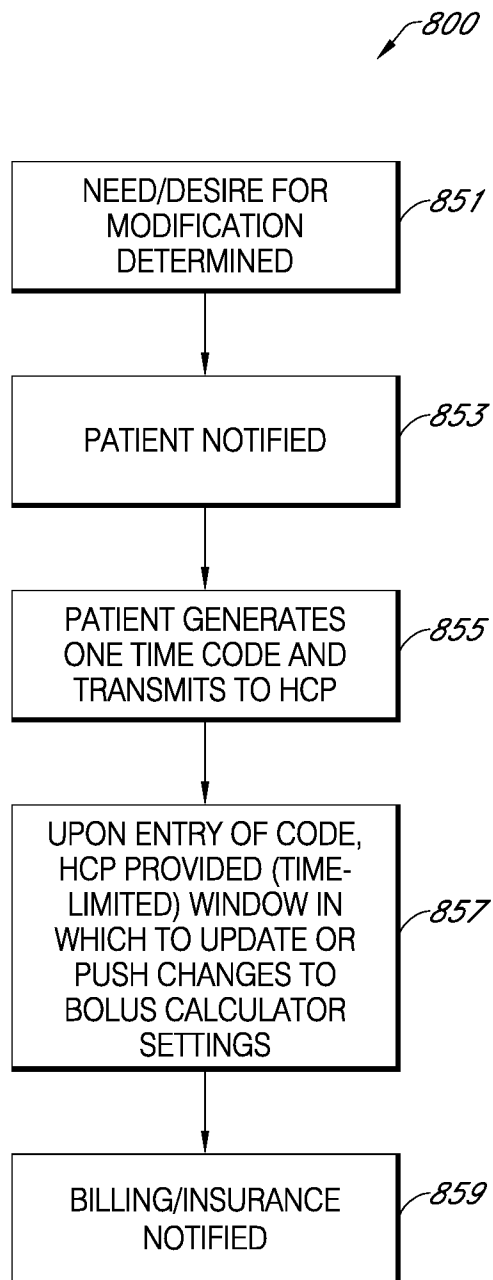 800
NEED/DESIRE FOR
MODIFICATION
DETERMINED
851
PATIENT NOTIFIED
853
PATIENT GENERATES
ONE TIME CODE AND
TRANSMITS TO HCP
855
UPON ENTRY OF CODE,
HCP PROVIDED (TIME-
LIMITED) WINDOW IN
WHICH TO UPDATE OR
PUSH CHANGES TO
BOLUS CALCULATOR
SETTINGS
857
BILLING/INSURANCE
NOTIFIED
859